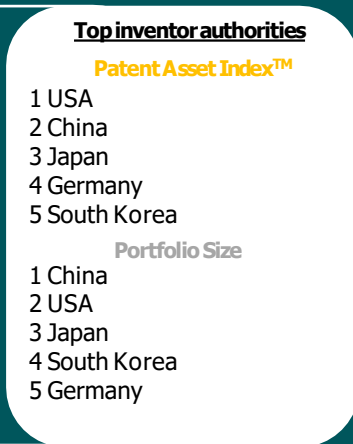 Top inventor authorities
Patent Asset Index™
1 USA
2 China
3 Japan
4 Germany
5 South Korea
Portfolio Size
1 China
2 USA
3 Japan
4 South Korea
5 Germany